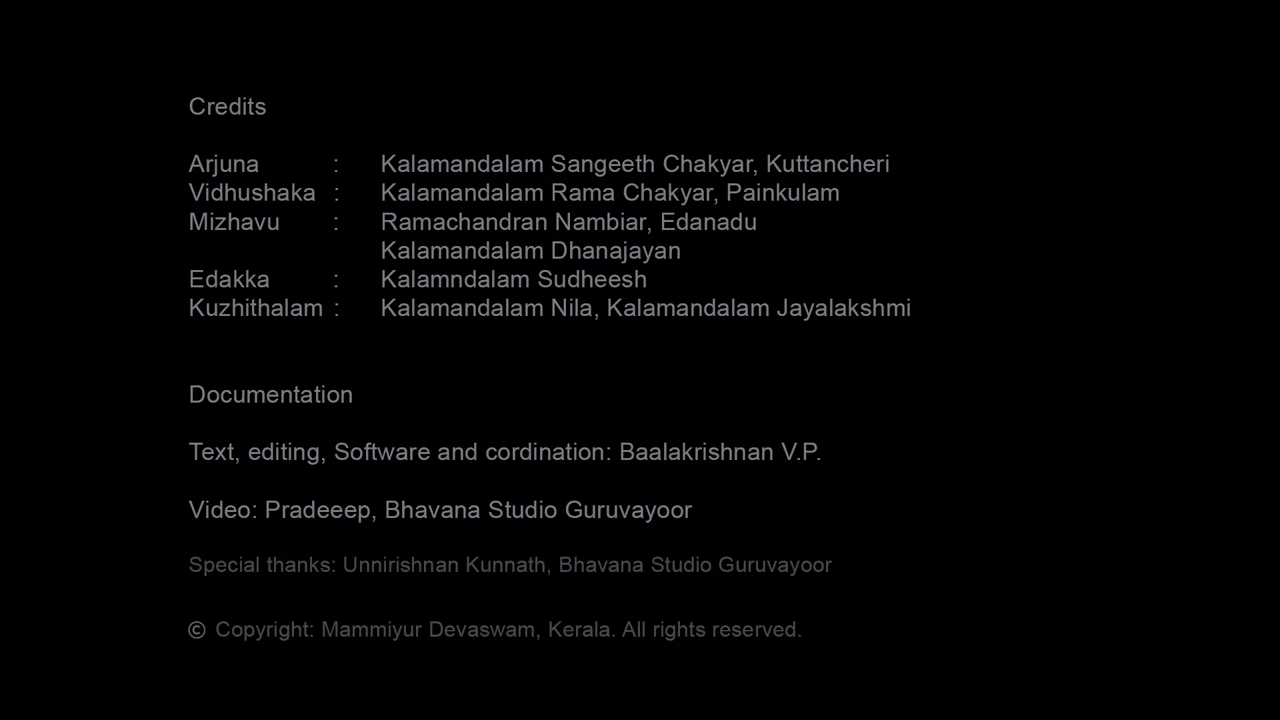 Credits
Arjuna : Kalamandalam Sangeeth Chakyar, Kuttancheri
Vidhushaka : Kalamandalam Rama Chakyar, Painkulam
Mizhavu : Ramachandran Nambiar, Edanadu
Kalamandalam Dhanajayan
Edakka : Kalamndalam Sudheesh
Kuzhithalam : Kalamandalam Nila, Kalamandalam Jayalakshmi
Documentation
Text, editing, Software and cordination: Baalakrishnan V.P.
Video: Pradeeep, Bhavana Studio Guruvayoor
Special thanks: Unnirishnan Kunnath, Bhavana Studio Guruvayoor
© Copyright: Mammiyur Devaswam, Kerala. All rights reserved.